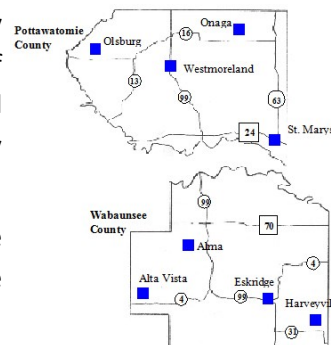 Pottawatomie
County
Onaga
16
Olsburg
Westmoreland
13
99
63
24
St. Marys
99
Wabaunsee
County
70
Alma
4
Alta Vista
Eskridge
4
99
Harveyvil
31